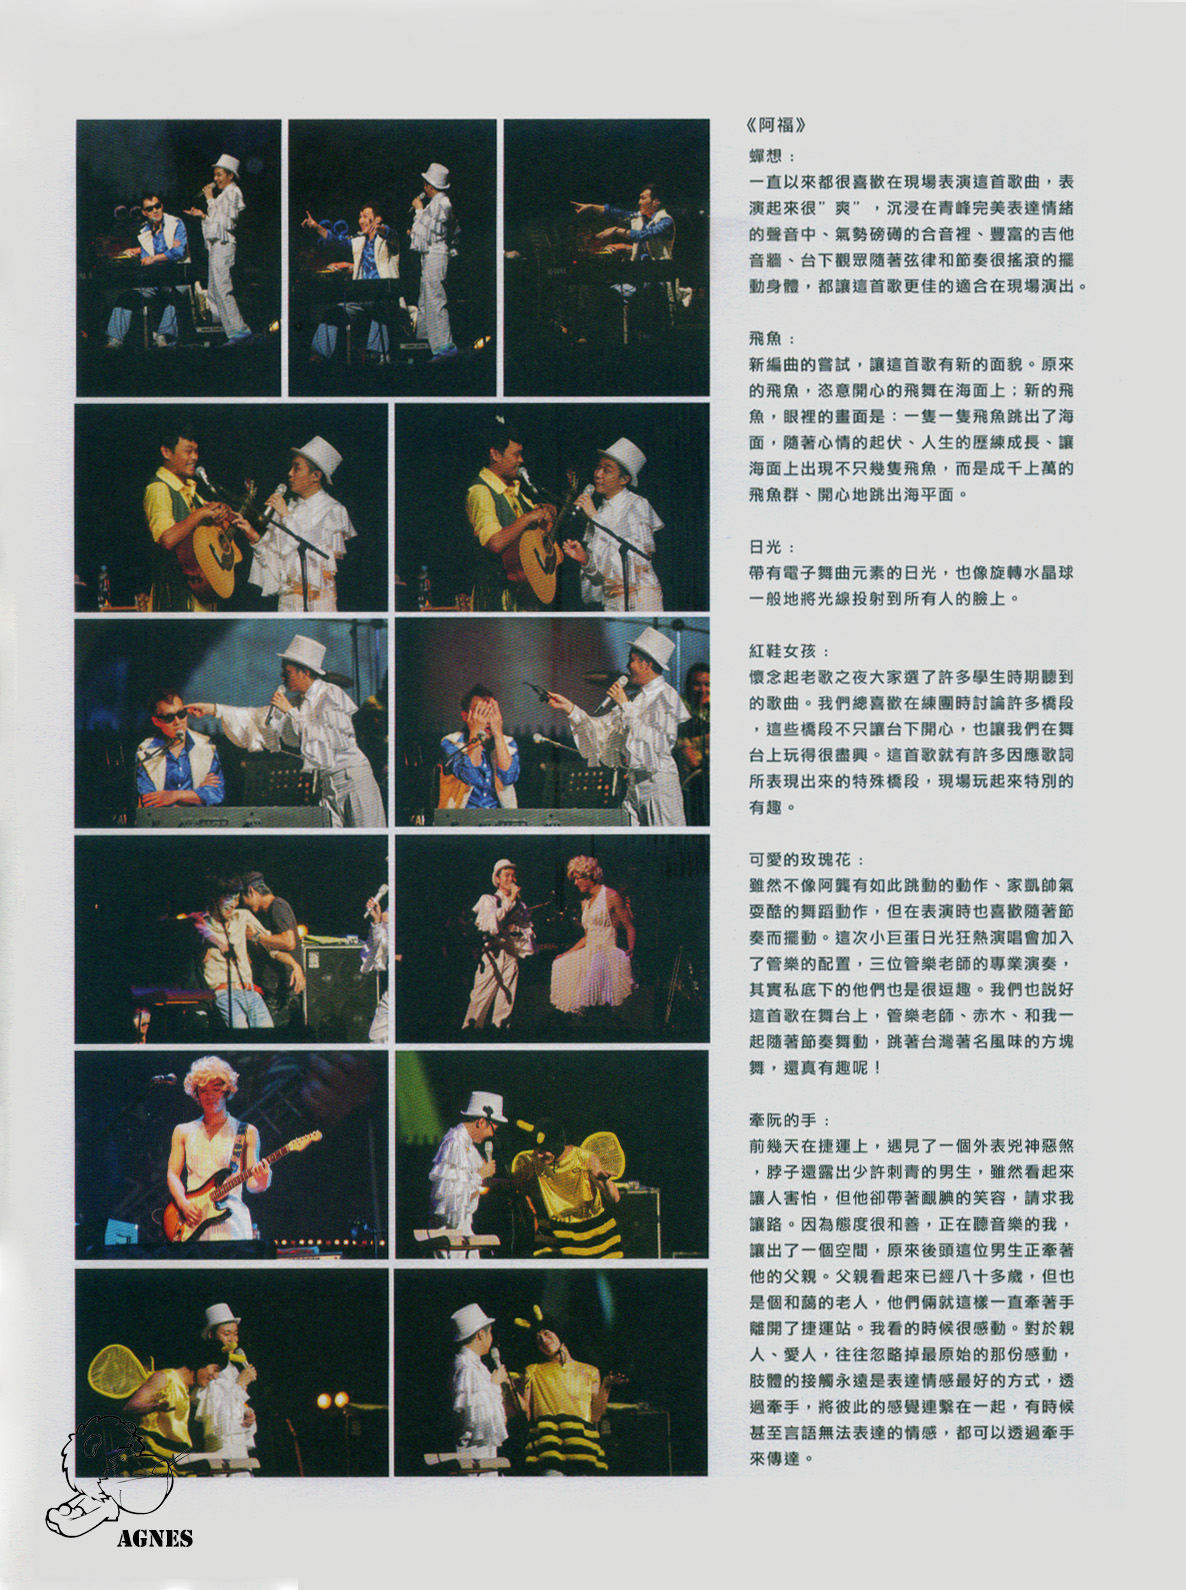 《阿福》
蟬想：
一直以來都很喜歡在現場表演這首歌曲，表
演起來很”爽”，沉浸在青峰完美表達情緒
的聲音中、氣勢磅礡的合音裡、豐富的吉他
音牆、台下觀眾隨著弦律和節奏很搖滾的擺
動身體，都讓這首歌更佳的適合在現場演出。
飛魚：
新編曲的嘗試，讓這首歌有新的面貌。原來
的飛魚，恣意開心的飛舞在海面上；新的飛
魚，眼裡的畫面是：一隻一隻飛魚跳出了海
面，隨著心情的起伏、人生的歷練成長、讓
海面上出現不只幾隻飛魚，而是成千上萬的
飛魚群、開心地跳出海平面。
日光：
帶有電子舞曲元素的日光，也像旋轉水晶球
一般地將光線投射到所有人的臉上。
紅鞋女孩：
懷念起老歌之夜大家選了許多學生時期聽到
的歌曲。我們總喜歡在練團時討論許多橋段
，這些橋段不只讓台下開心，也讓我們在舞
台上玩得很盡興。這首歌就有許多因應歌詞
所表現出來的特殊橋段，現場玩起來特別的
有趣。
可愛的玫瑰花：
雖然不像阿龔有如此跳動的動作、家凱帥氣
耍酷的舞蹈動作，但在表演時也喜歡隨著節
奏而擺動。這次小巨蛋日光狂熱演唱會加入
了管樂的配置，三位管樂老師的專業演奏，
其實私底下的他們也是很逗趣。我們也說好
這首歌在舞台上，管樂老師、赤木、和我一
起隨著節奏舞動，跳著台灣著名風味的方塊
舞，還真有趣呢！
牽阮的手：
前幾天在捷運上，遇見了一個外表兇神惡煞
，脖子還露出少許刺青的男生，雖然看起來
讓人害怕，但他卻帶著靦腆的笑容，請求我
讓路。因為態度很和善，正在聽音樂的我，
讓出了一個空間，原來後頭這位男生正牽著
他的父親。父親看起來已經八十多歲，但也
是個和藹的老人，他們倆就這樣一直牽著手
離開了捷運站。我看的時候很感動。對於親
人、愛人，往往忽略掉最原始的那份感動，
肢體的接觸永遠是表達情感最好的方式，透
過牽手，將彼此的感覺連繫在一起，有時候
甚至言語無法表達的情感，都可以透過牽手
來傳達。
AGNES